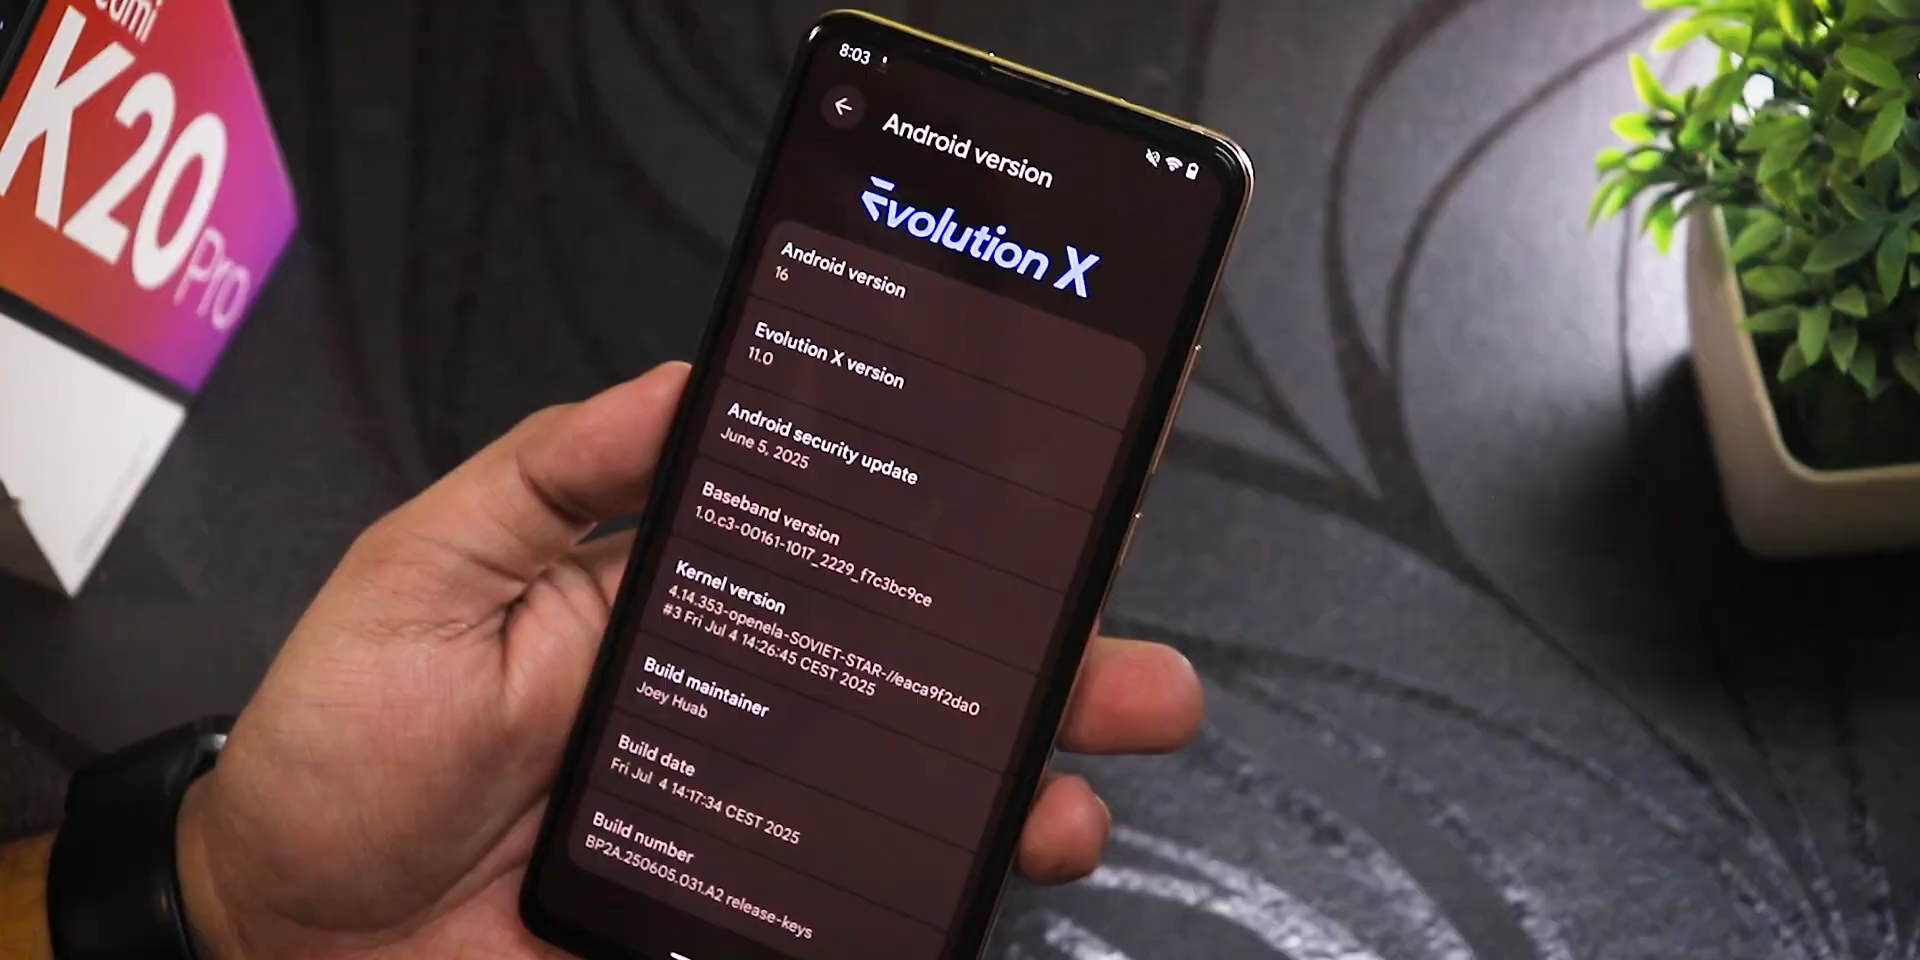 K20
Pro
8:03
Android version
Evolution X
Android version
16
Evolution X version
11.0
Android security update
June 5, 2025
Baseband version
1.0.c3-00161-1017_2229_f7c3bc9ce
Kernel version
4.14.353-openela-SOVIET-STAR-//eaca9f2da0
#3 Fri Jul 4 14:26:45 CEST 2025
Build maintainer
Joey Huab
Build date
Fri Jul 4 14:17:34 CEST 2025
Build number
BP2A.250605.031.A2 release-keys